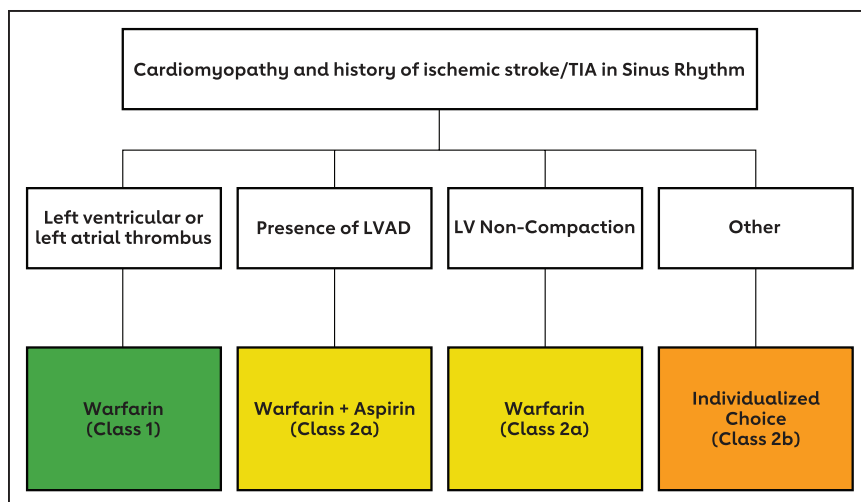 Cardiomyopathy and history of ischemic stroke/TIA in Sinus Rhythm
Left ventricular or
left atrial thrombus
Presence of LVAD
LV Non-Compaction
Other
Warfarin
(Class 1)
Warfarin + Aspirin
(Class 2a)
Warfarin
(Class 2a)
Individualized
Choice
(Class 2b)